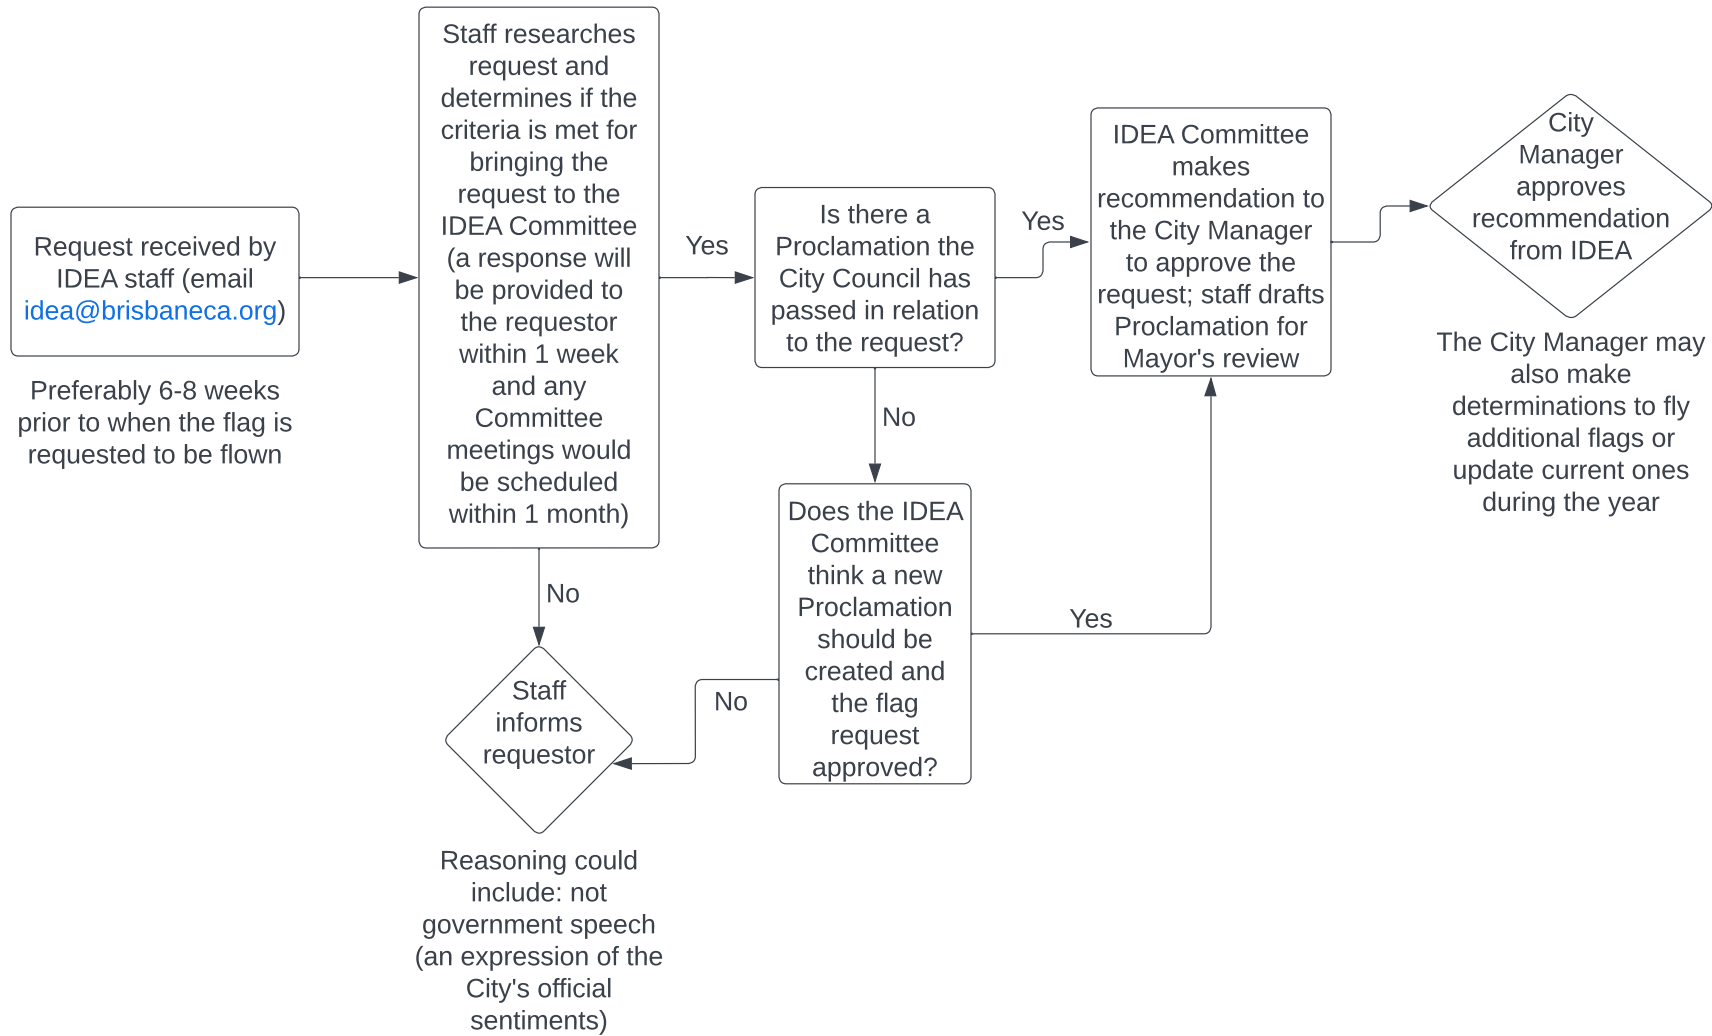 Request received by
IDEA staff (email
idea@brisbaneca.org)
Preferably 6-8 weeks
prior to when the flag is
requested to be flown
Staff researches
request and
determines if the
criteria is met for
bringing the
request to the
IDEA Committee
(a response will
be provided to
the requestor
within 1 week
and any
Committee
meetings would
be scheduled
within 1 month)
No
Staff
informs
requestor
Reasoning could
include: not
government speech
(an expression of the
City's official
sentiments)
Yes
Is there a
Proclamation the
City Council has
passed in relation
to the request?
No
Does the IDEA
Committee
think a new
Proclamation
should be
created and
the flag
request
approved?
No
Yes
Yes
IDEA Committee
makes
recommendation to
the City Manager
to approve the
request; staff drafts
Proclamation for
Mayor's review
City
Manager
approves
recommendation
from IDEA
The City Manager may
also make
determinations to fly
additional flags or
update current ones
during the year